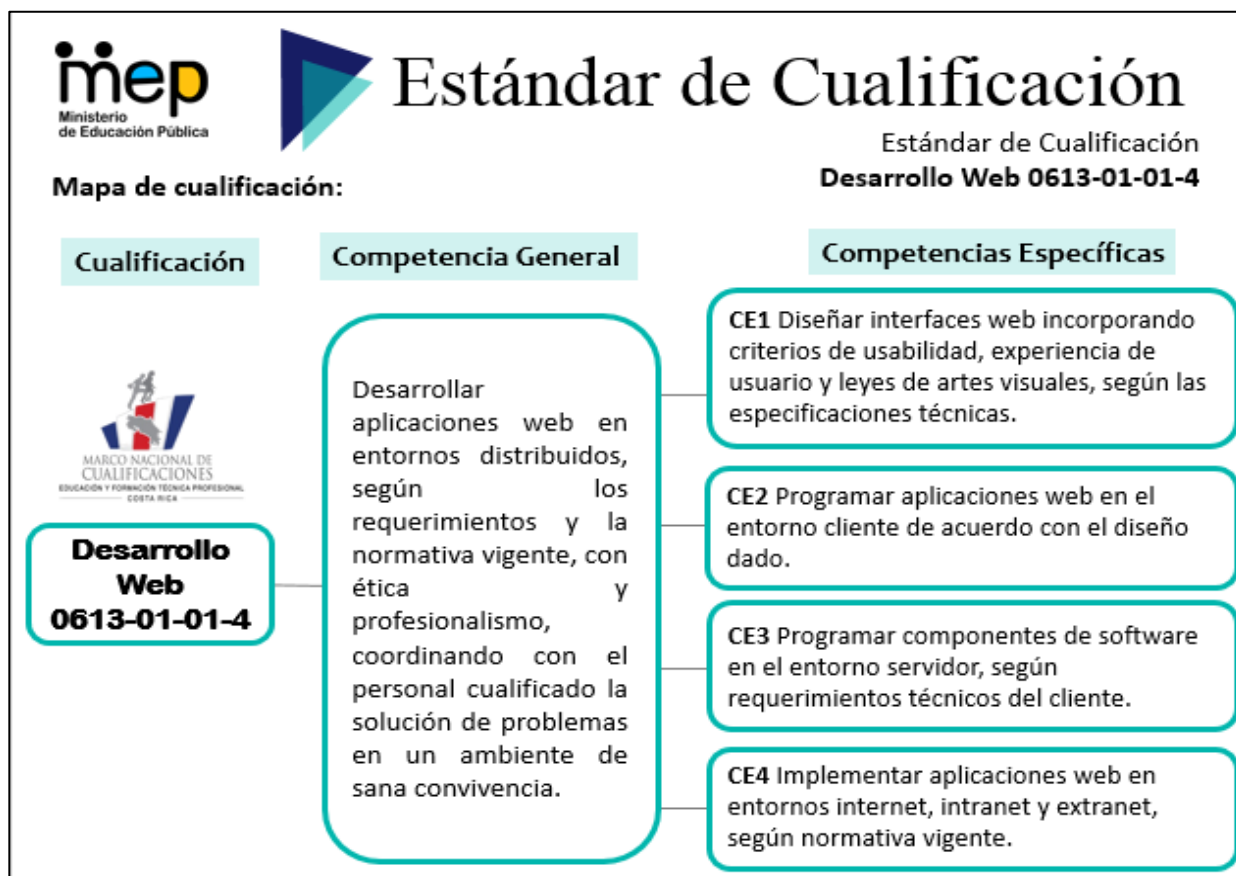 mep
Ministerio
de Educación Pública
Estándar de Cualificación
Estándar de Cualificación
Desarrollo Web 0613-01-01-4
Mapa de cualificación:
Cualificación
Competencia General
Competencias Específicas
MARCO NACIONAL DE
CUALIFICACIONES
EDUCACIÓN Y FORMACIÓN TÉCNICA PROFESIONAL
COSTA RICA
Desarrollo
Web
0613-01-01-4
Desarrollar
aplicaciones web en
entornos distribuidos,
según los
requerimientos y la
normativa vigente, con
ética y
profesionalismo,
coordinando con el
personal cualificado la
solución de problemas
en un ambiente de
sana convivencia.
CE1 Diseñar interfaces web incorporando
criterios de usabilidad, experiencia de
usuario y leyes de artes visuales, según las
especificaciones técnicas.
CE2 Programar aplicaciones web en el
entorno cliente de acuerdo con el diseño
dado.
CE3 Programar componentes de software
en el entorno servidor, según
requerimientos técnicos del cliente.
CE4 Implementar aplicaciones web en
entornos internet, intranet y extranet,
según normativa vigente.